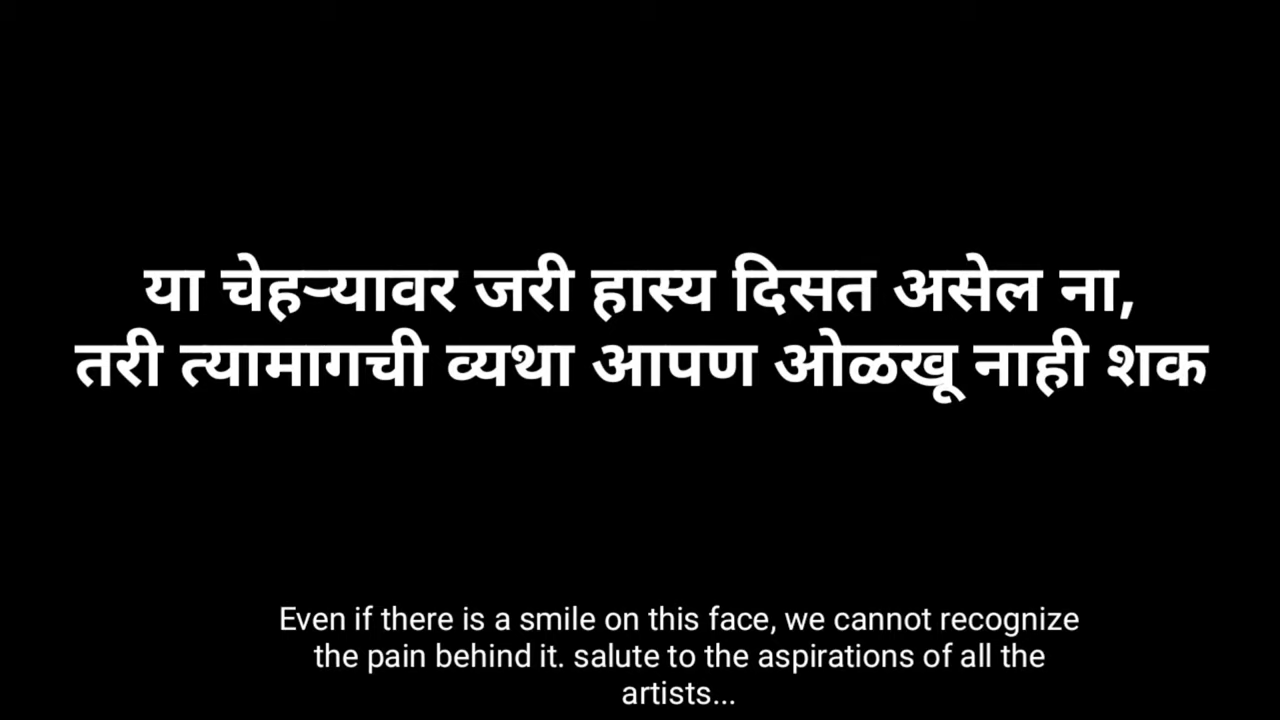 या चेहऱ्यावर जरी हास्य दिसत असेल ना,
तरी त्यामागची व्यथा आपण ओळखू नाही शक
Even if there is a smile on this face, we cannot recognize
the pain behind it. salute to the aspirations of all the
artists...